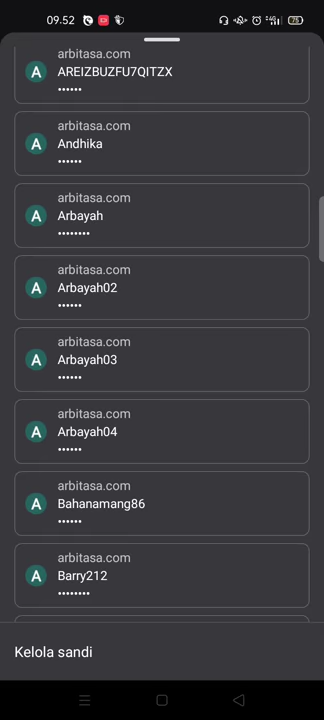 09.52
75
arbitasa.com
AREIZBUZFU7QITZX
••••••
A
arbitasa.com
Andhika
••••••
A
arbitasa.com
Arbayah
••••••••
A
arbitasa.com
Arbayah02
••••••
A
arbitasa.com
Arbayah03
••••••
A
arbitasa.com
Arbayah04
••••••
A
arbitasa.com
Bahanamang86
••••••
A
arbitasa.com
Barry212
••••••••
A
Kelola sandi